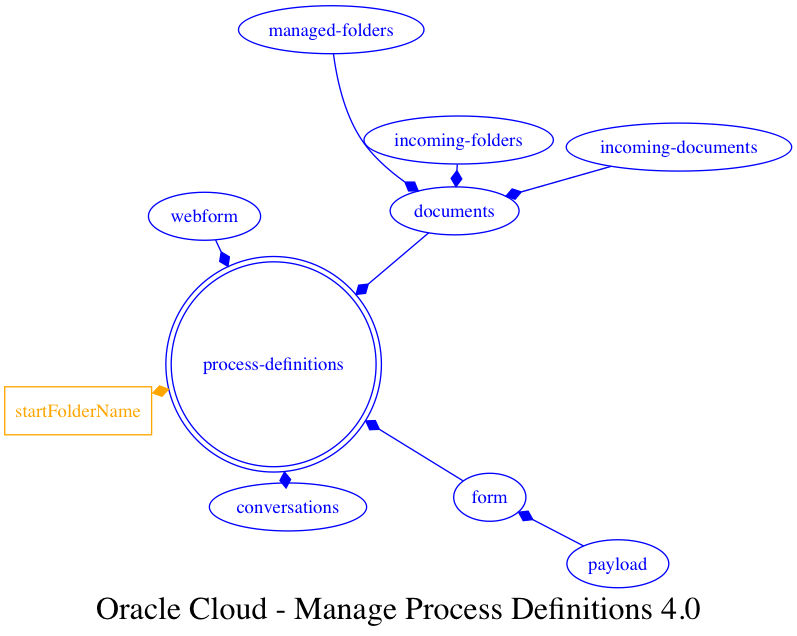 managed-folders
incoming-folders
incoming-documents
documents
webform
process-definitions
startFolderName
conversations
form
payload
Oracle Cloud - Manage Process Definitions 4.0